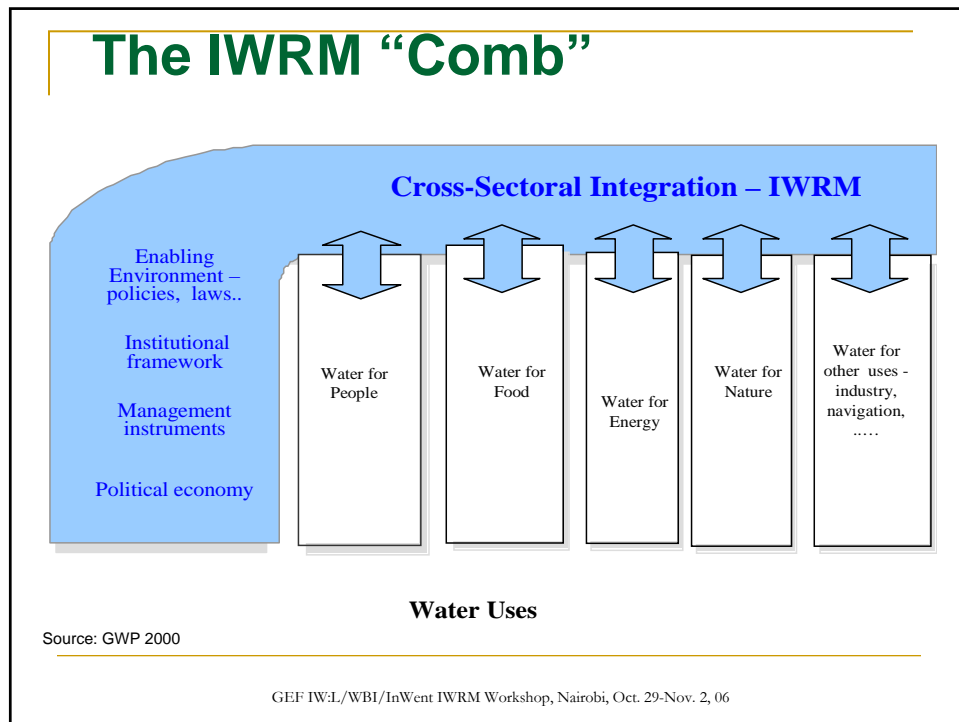 The IWRM “Comb”
Cross-Sectoral Integration – IWRM
Enabling
Environment –
policies, laws..
Institutional
framework
Management
instruments
Political economy
Water for
People
Water for
Food
Water for
Energy
Water for
Nature
Water for
other uses -
industry,
navigation,
..…
Water Uses
Source: GWP 2000
GEF IW:L/WBI/InWent IWRM Workshop, Nairobi, Oct. 29-Nov. 2, 06